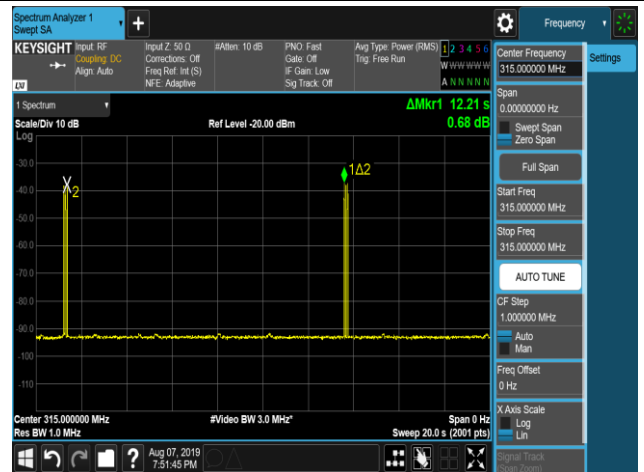 Spectrum Analyzer 1
Swept SA
+
Frequency
KEYSIGHT
Input: RF
Coupling: DC
Align: Auto
Input Z: 50 Ω
Corrections: Off
Freq Ref: Int (S)
NFE: Adaptive
#Atten: 10 dB
PNO: Fast
Gate: Off
IF Gain: Low
Sig Track: Off
Avg Type: Power (RMS)
Trig: Free Run
1 2 3 4 5 6
W W W W W W
A N N N N N
LXI
1 Spectrum
Scale/Div 10 dB
Ref Level -20.00 dBm
ΔMkr1 12.21 s
0.68 dB
Log
1Δ2
2
-30.0
-40.0
-50.0
-60.0
-70.0
-80.0
-90.0
-100
-110
Center 315.000000 MHz
#Video BW 3.0 MHz*
Span 0 Hz
Res BW 1.0 MHz
Sweep 20.0 s (2001 pts)
?
Aug 07, 2019
7:51:45 PM
Center Frequency
315.000000 MHz
Settings
Span
0.00000000 Hz
Swept Span
Zero Span
Full Span
Start Freq
315.000000 MHz
Stop Freq
315.000000 MHz
AUTO TUNE
CF Step
1.000000 MHz
Auto
Man
Freq Offset
0 Hz
X Axis Scale
Log
Lin
Signal Track
(Span Zoom)